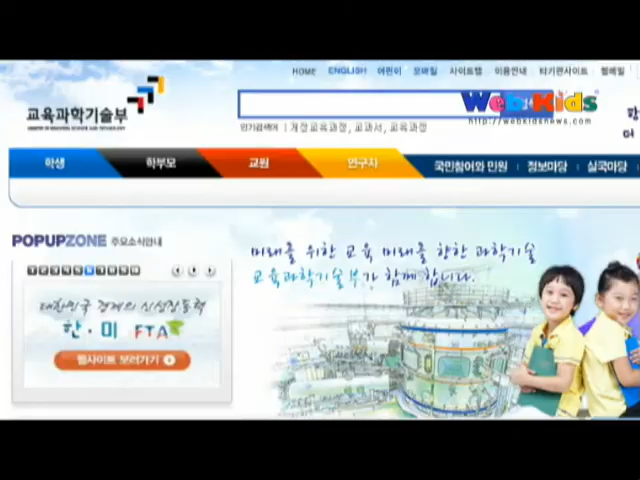 HOME ENGLISH 어린이 모바일 사이트맵 이용안내 타기관사이트 웹메일
교육과학기술부
WebKids
http://webkidsnews.com
인기검색어 | 개정교육과정, 교과서, 교육과정
학생 학부모 교원 연구자 국민참여와 민원 정보마당
POPUPZONE 주요소식안내
미래를 위한 교육 미래를 향한 과학기술
교육과학기술부가 함께 합니다.
대한민국 경제의 신성장동력
한·미 FTA
웹사이트 보러가기